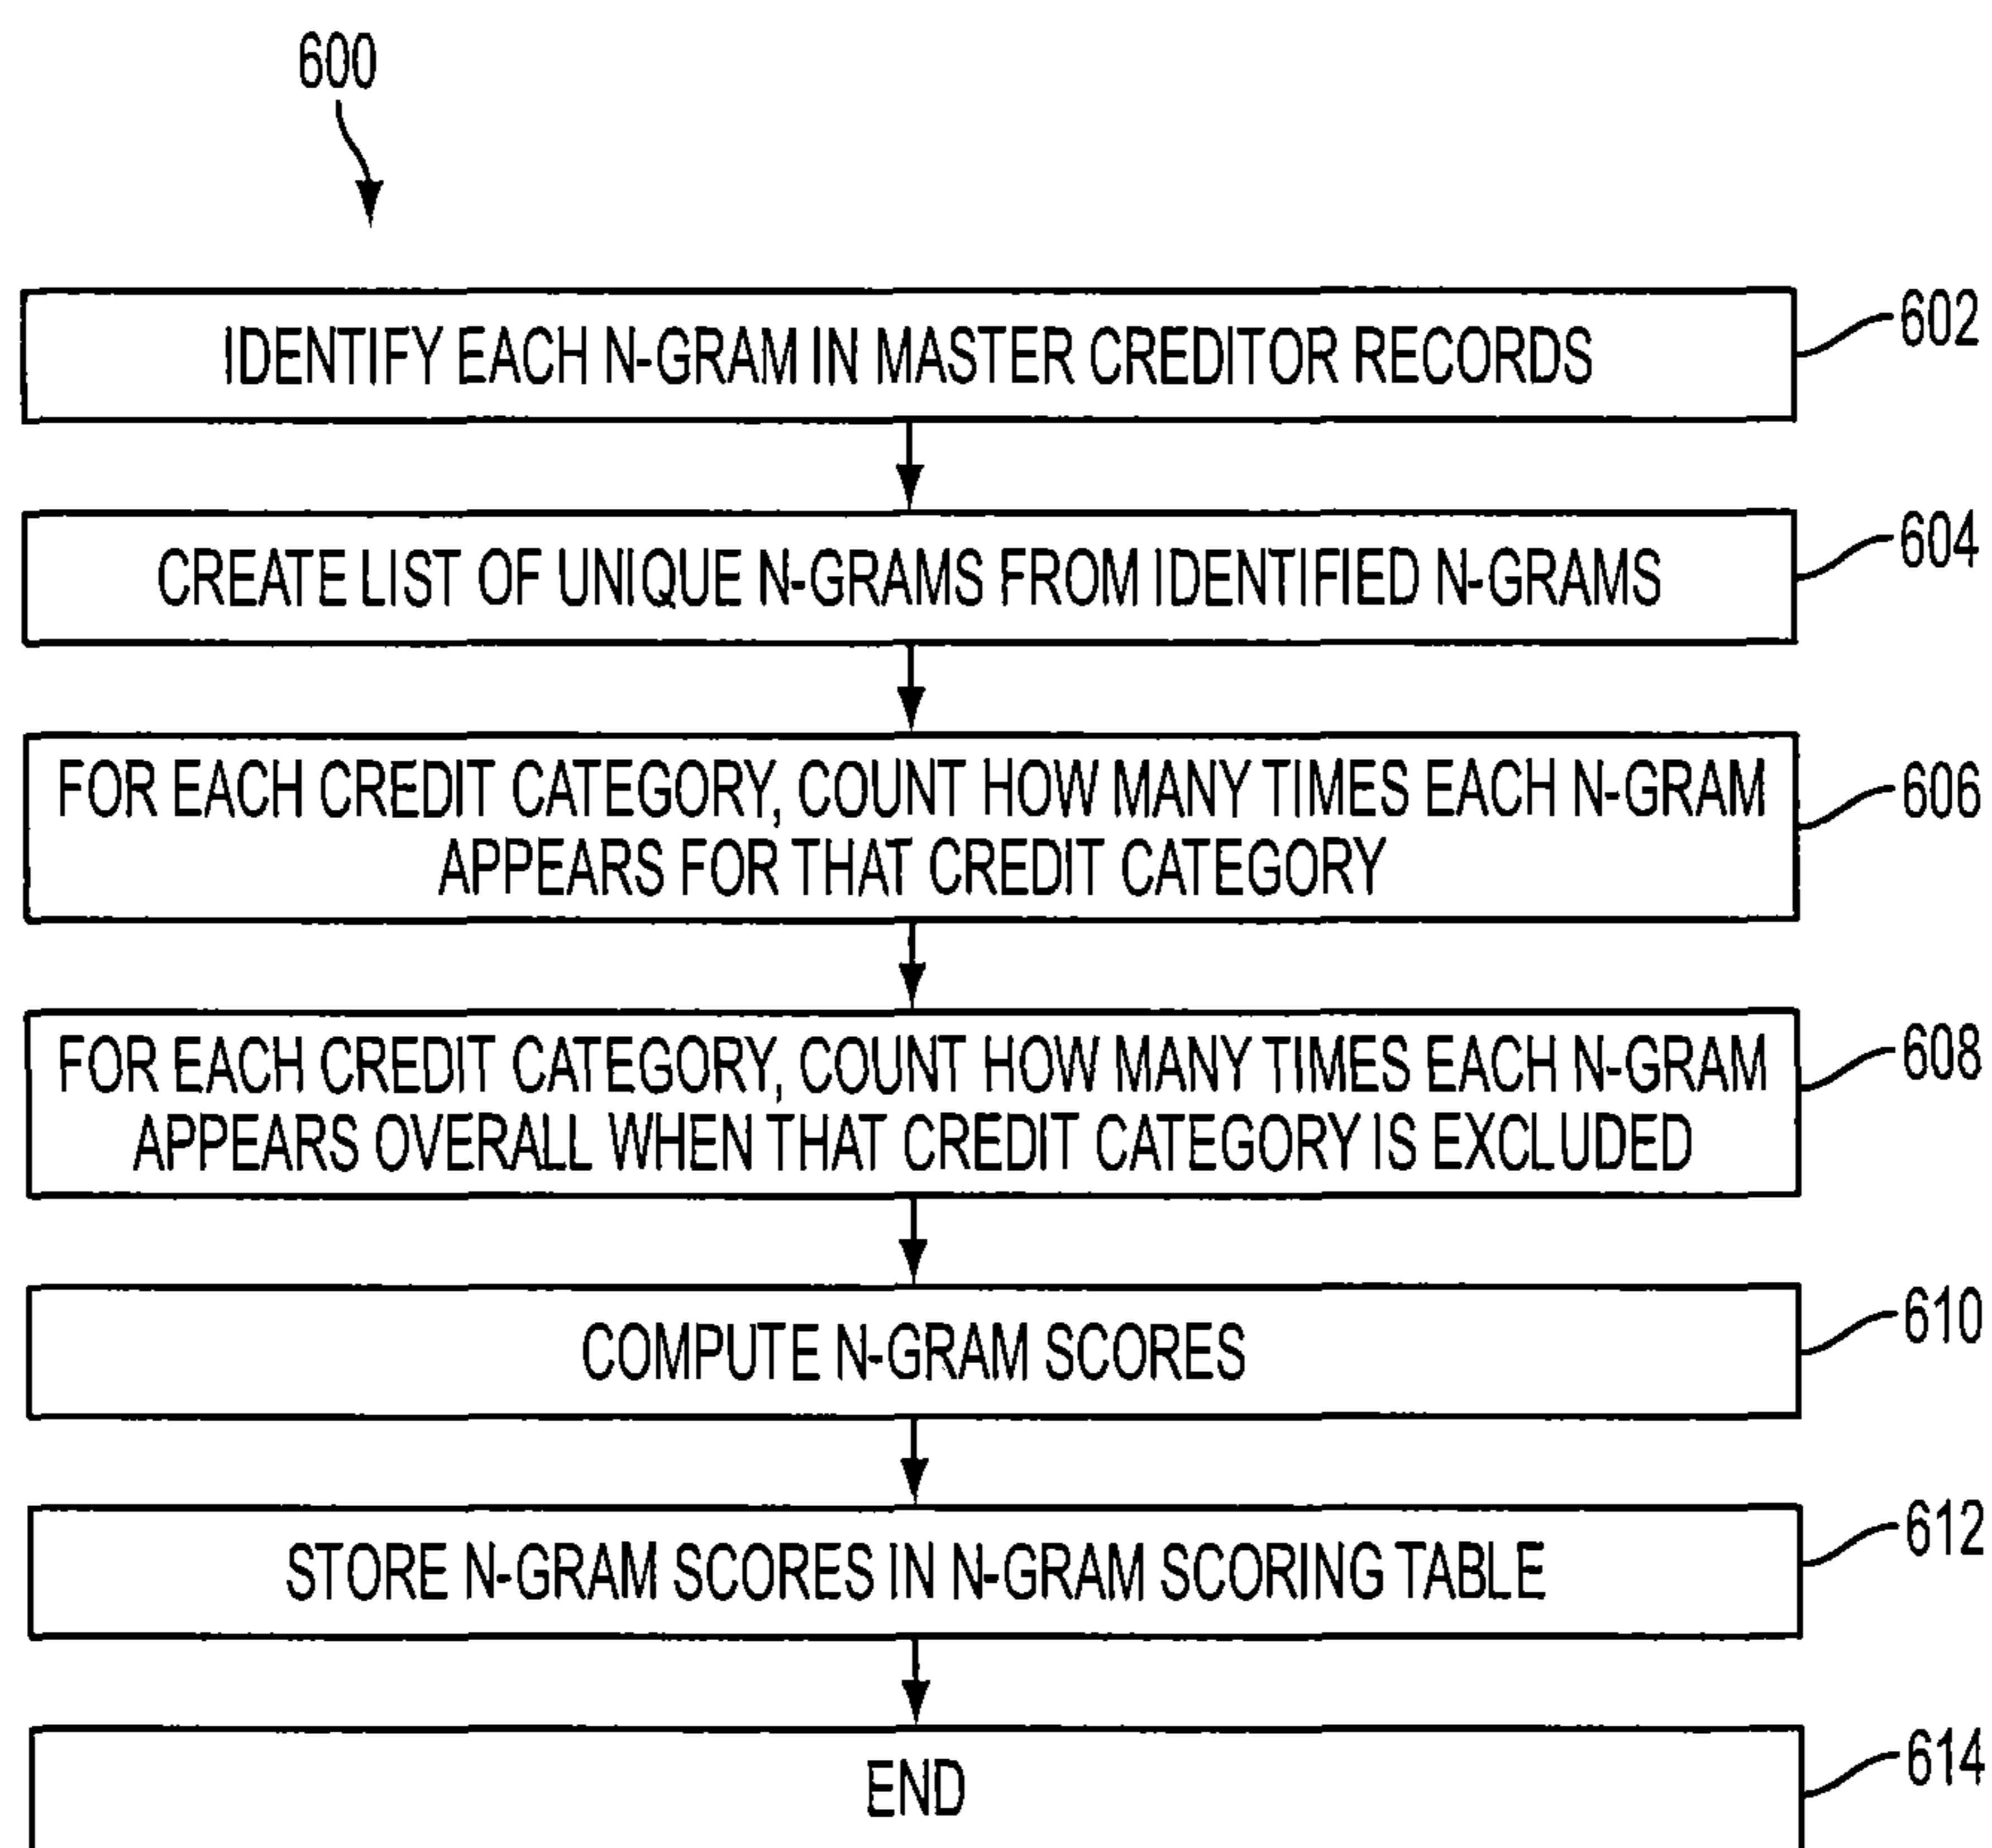 600
IDENTIFY EACH N-GRAM IN MASTER CREDITOR RECORDS
602
CREATE LIST OF UNIQUE N-GRAMS FROM IDENTIFIED N-GRAMS
604
FOR EACH CREDIT CATEGORY, COUNT HOW MANY TIMES EACH N-GRAM
APPEARS FOR THAT CREDIT CATEGORY
606
FOR EACH CREDIT CATEGORY, COUNT HOW MANY TIMES EACH N-GRAM
APPEARS OVERALL WHEN THAT CREDIT CATEGORY IS EXCLUDED
608
COMPUTE N-GRAM SCORES
610
STORE N-GRAM SCORES IN N-GRAM SCORING TABLE
612
END
614